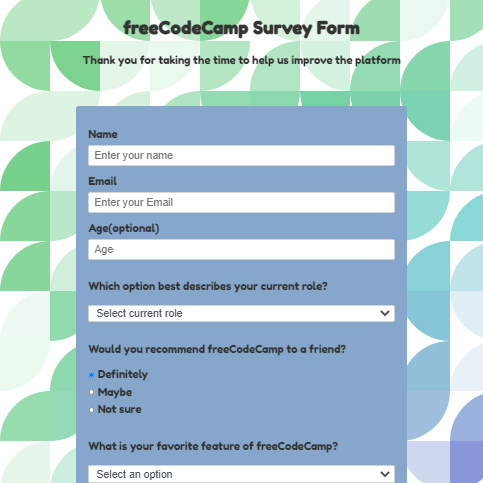 freeCodeCamp Survey Form
Thank you for taking the time to help us improve the platform
Name
Enter your name
Email
Enter your Email
Age(optional)
Age
Which option best describes your current role?
Select current role
Would you recommend freeCodeCamp to a friend?
Definitely
Maybe
Not sure
What is your favorite feature of freeCodeCamp?
Select an option